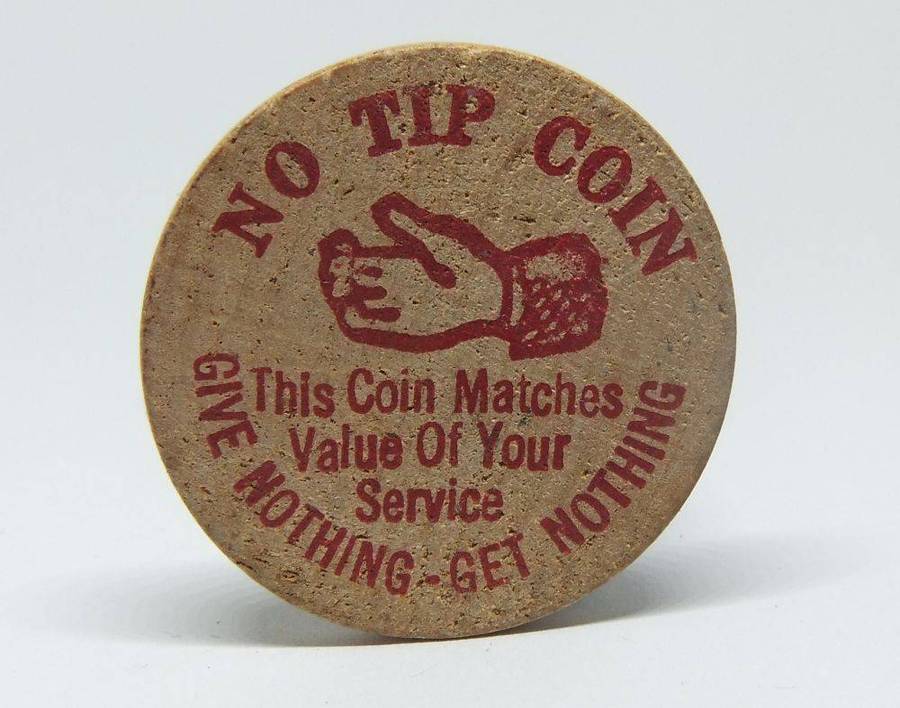 NO TIP COIN
This Coin Matches
Value Of Your
Service
GIVE NOTHING - GET NOTHING